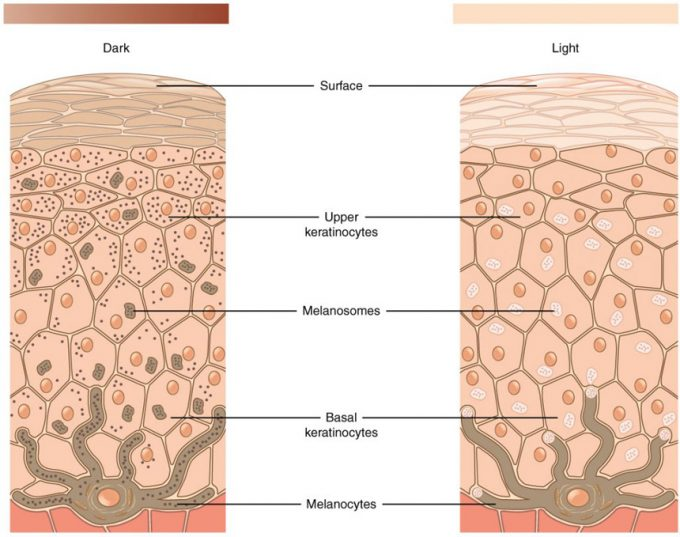 Dark
Light
Surface
Upper
keratinocytes
Melanosomes
Basal
keratinocytes
Melanocytes